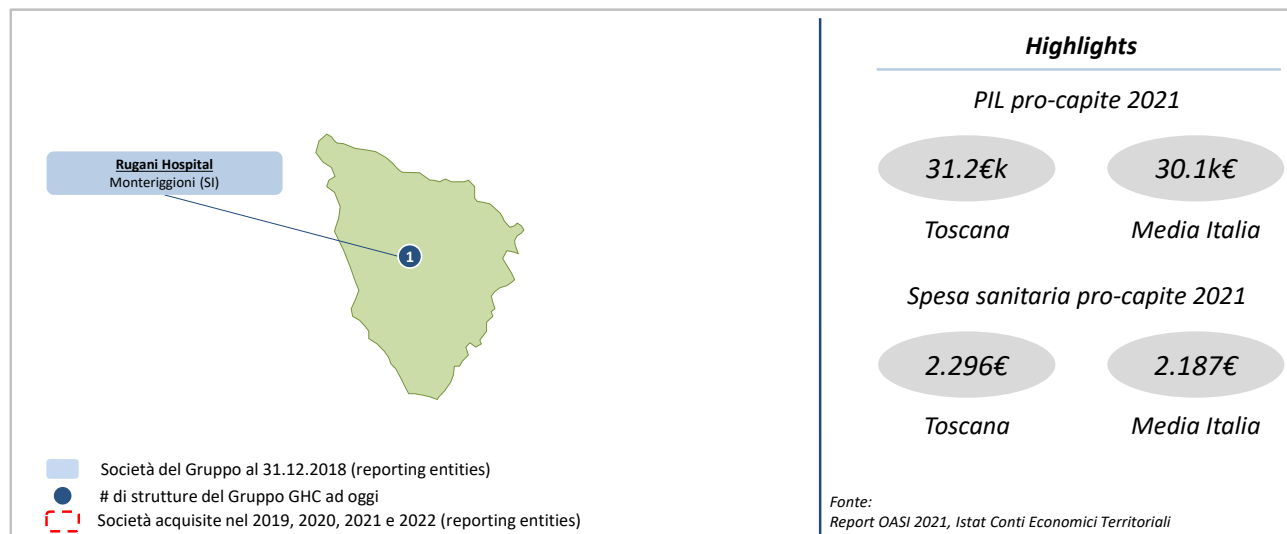 Rugani Hospital
Monteriggioni (SI)
1
Società del Gruppo al 31.12.2018 (reporting entities)
# di strutture del Gruppo GHC ad oggi
Società acquisite nel 2019, 2020, 2021 e 2022 (reporting entities)
Highlights
PIL pro-capite 2021
31.2€k 30.1k€
Toscana Media Italia
Spesa sanitaria pro-capite 2021
2.296€ 2.187€
Toscana Media Italia
Fonte:
Report OASI 2021, Istat Conti Economici Territoriali